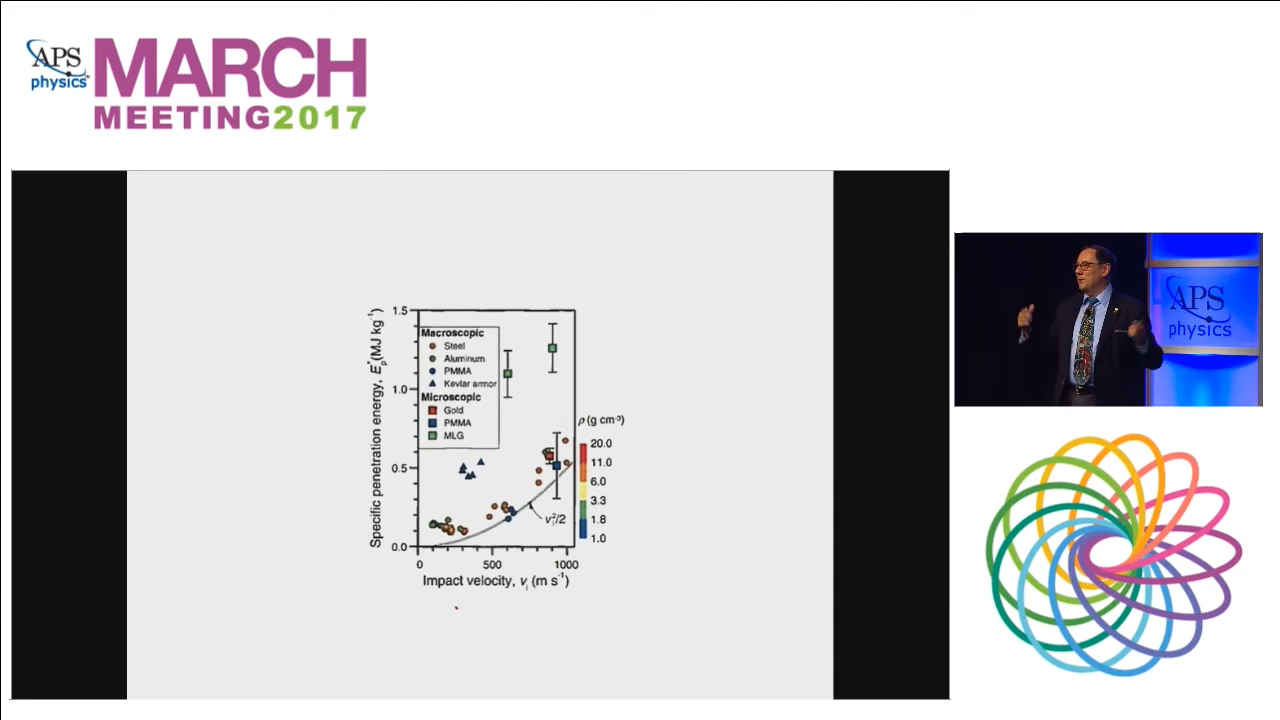 APS
physics
MARCH
MEETING2017
1.5
1.0
0.5
0.0
Specific penetration energy, E*p (MJ kg-1)
Macroscopic
Steel
Aluminum
PMMA
Kevlar armor
Microscopic
Gold
PMMA
MLG
vi²/2
0
500
1000
Impact velocity, vi (m s-1)
ρ (g cm-3)
20.0
11.0
6.0
3.3
1.8
1.0
APS
physics